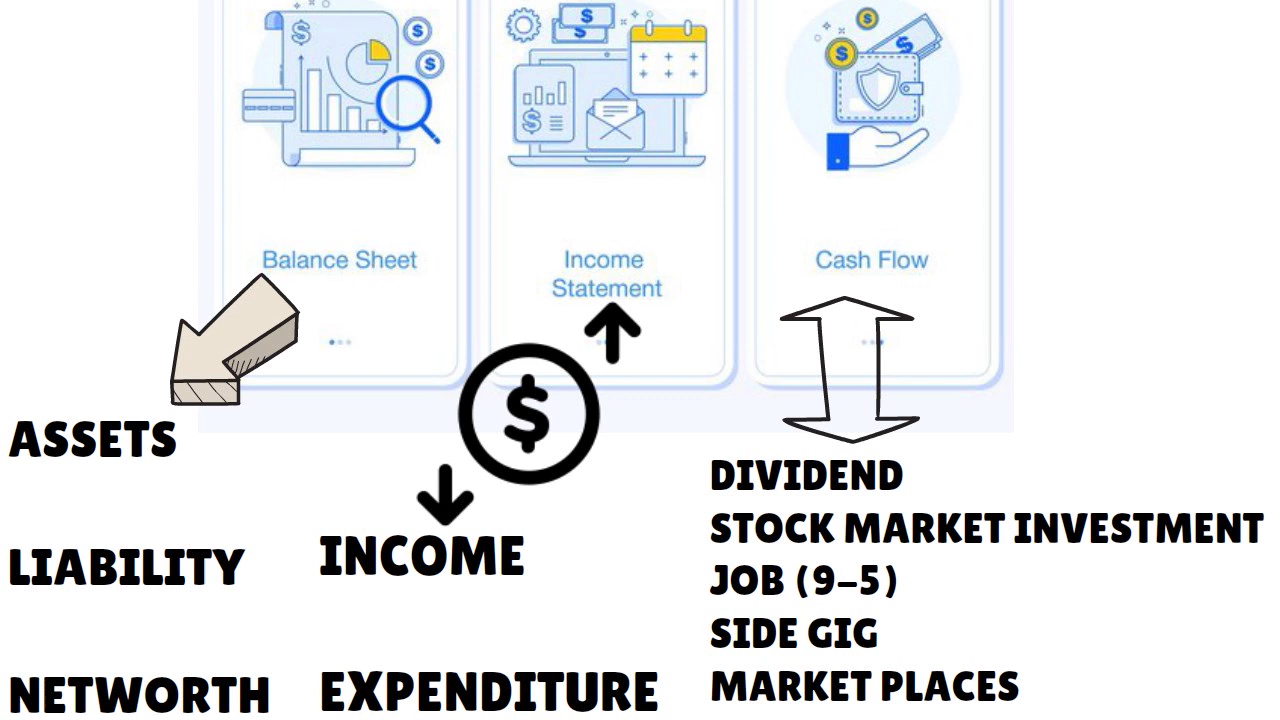 Balance Sheet
Income
Statement
Cash Flow
ASSETS
LIABILITY
NETWORTH
INCOME
EXPENDITURE
DIVIDEND
STOCK MARKET INVESTMENT
JOB (9-5)
SIDE GIG
MARKET PLACES